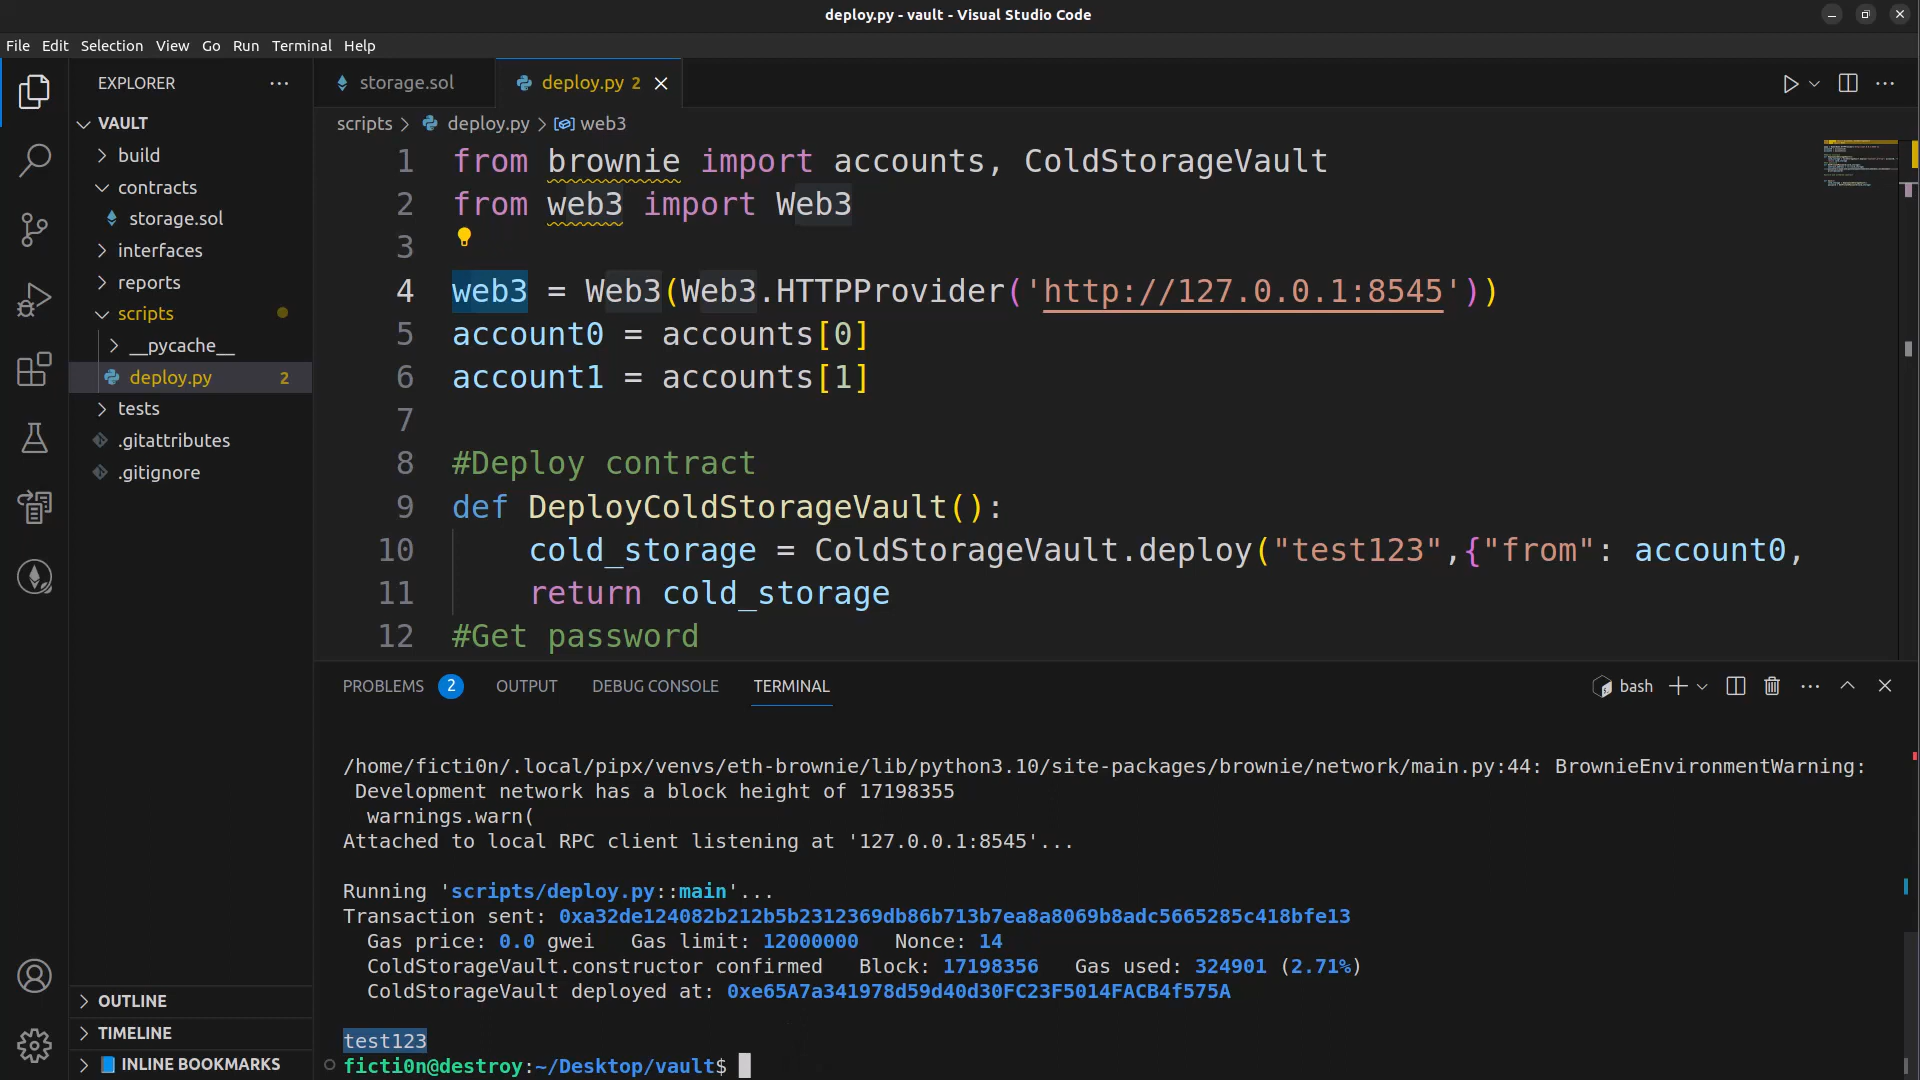 deploy.py - vault - Visual Studio Code
File Edit Selection View Go Run Terminal Help
EXPLORER
VAULT
build
contracts
storage.sol
interfaces
reports
scripts
__pycache__
deploy.py 2
tests
.gitattributes
.gitignore
OUTLINE
TIMELINE
INLINE BOOKMARKS
storage.sol deploy.py 2
scripts > deploy.py > web3
1 from brownie import accounts, ColdStorageVault
2 from web3 import Web3
3
4 web3 = Web3(Web3.HTTPProvider('http://127.0.0.1:8545'))
5 account0 = accounts[0]
6 account1 = accounts[1]
7
8 #Deploy contract
9 def DeployColdStorageVault():
10 cold_storage = ColdStorageVault.deploy("test123",{"from": account0,
11 return cold_storage
12 #Get password
PROBLEMS 2 OUTPUT DEBUG CONSOLE TERMINAL bash
/home/ficti0n/.local/pipx/venvs/eth-brownie/lib/python3.10/site-packages/brownie/network/main.py:44: BrownieEnvironmentWarning:
Development network has a block height of 17198355
warnings.warn(
Attached to local RPC client listening at '127.0.0.1:8545'...
Running 'scripts/deploy.py::main'...
Transaction sent: 0xa32de124082b212b5b2312369db86b713b7ea8a8069b8adc5665285c418bfe13
Gas price: 0.0 gwei Gas limit: 12000000 Nonce: 14
ColdStorageVault.constructor confirmed Block: 17198356 Gas used: 324901 (2.71%)
ColdStorageVault deployed at: 0xe65A7a341978d59d40d30FC23F5014FACB4f575A
test123
ficti0n@destroy:~/Desktop/vault$